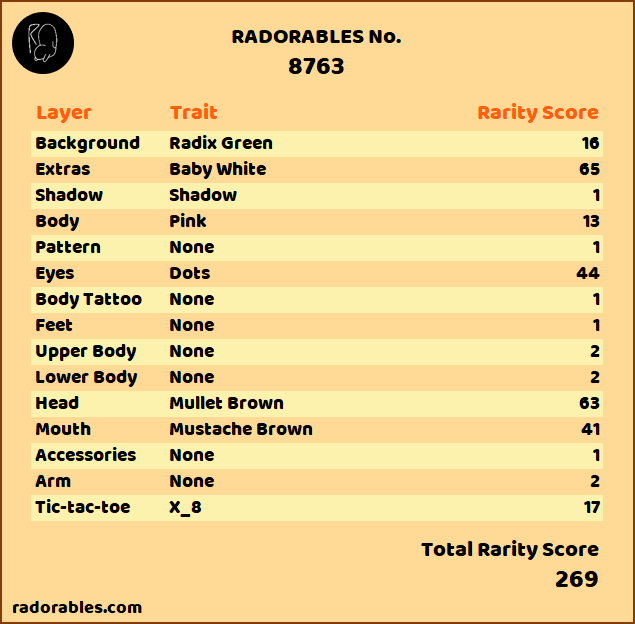 RADORABLES No.
8763
Layer Trait Rarity Score
Background Radix Green 16
Extras Baby White 65
Shadow Shadow 1
Body Pink 13
Pattern None 1
Eyes Dots 44
Body Tattoo None 1
Feet None 1
Upper Body None 2
Lower Body None 2
Head Mullet Brown 63
Mouth Mustache Brown 41
Accessories None 1
Arm None 2
Tic-tac-toe X_8 17
Total Rarity Score
269
radorables.com